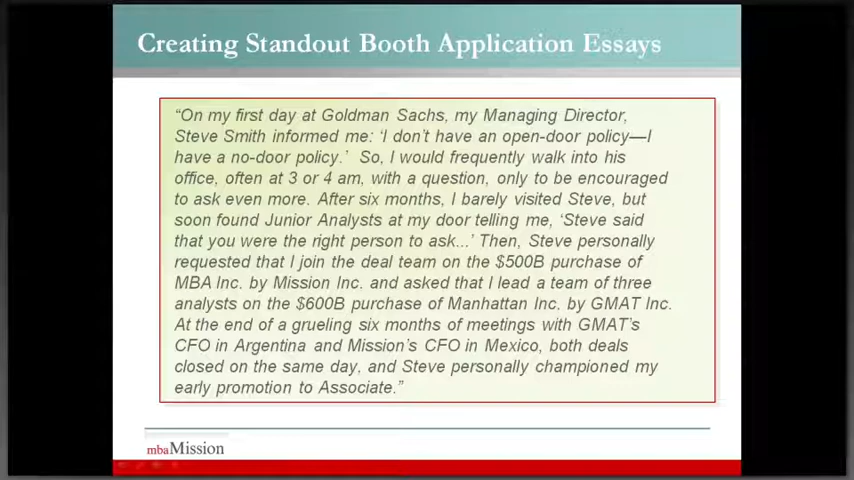 Creating Standout Booth Application Essays
“On my first day at Goldman Sachs, my Managing Director,
Steve Smith informed me: ‘I don’t have an open-door policy—I
have a no-door policy.’ So, I would frequently walk into his
office, often at 3 or 4 am, with a question, only to be encouraged
to ask even more. After six months, I barely visited Steve, but
soon found Junior Analysts at my door telling me, ‘Steve said
that you were the right person to ask...’ Then, Steve personally
requested that I join the deal team on the $500B purchase of
MBA Inc. by Mission Inc. and asked that I lead a team of three
analysts on the $600B purchase of Manhattan Inc. by GMAT Inc.
At the end of a grueling six months of meetings with GMAT’s
CFO in Argentina and Mission’s CFO in Mexico, both deals
closed on the same day, and Steve personally championed my
early promotion to Associate.”
mbaMission